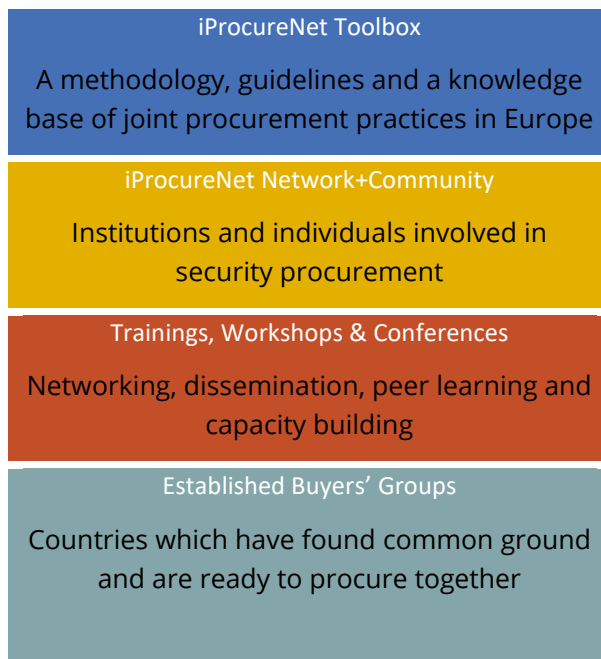 iProcureNet Toolbox
A methodology, guidelines and a knowledge
base of joint procurement practices in Europe
iProcureNet Network+Community
Institutions and individuals involved in
security procurement
Trainings, Workshops & Conferences
Networking, dissemination, peer learning and
capacity building
Established Buyers’ Groups
Countries which have found common ground
and are ready to procure together